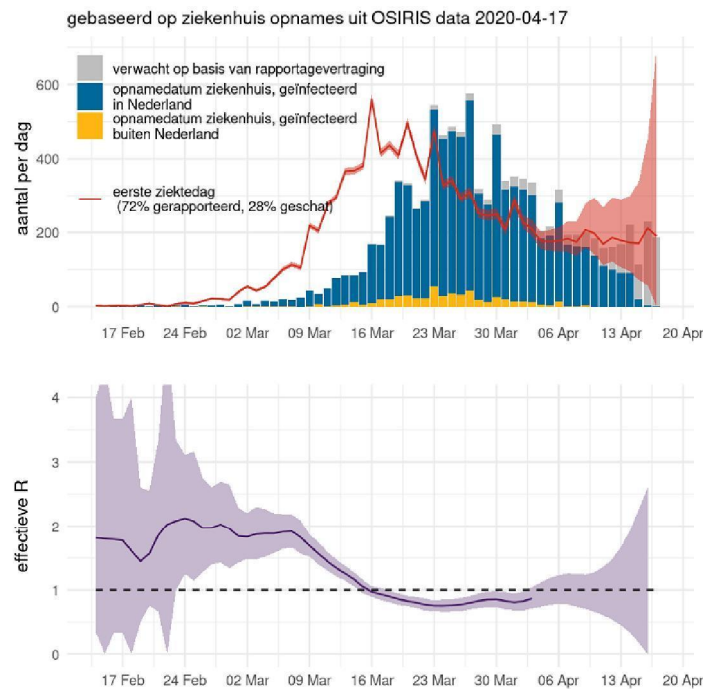 gebaseerd op ziekenhuis opnames uit OSIRIS data 2020-04-17
verwacht op basis van rapportagevertraging
opnamedatum ziekenhuis, geïnfecteerd
in Nederland
opnamedatum ziekenhuis, geïnfecteerd
buiten Nederland
eerste ziektedag
(72% gerapporteerd, 28% geschat)
aantal per dag
600
400
200
0
17 Feb 24 Feb 02 Mar 09 Mar 16 Mar 23 Mar 30 Mar 06 Apr 13 Apr 20 Apr
effectieve R
4
3
2
1
0
17 Feb 24 Feb 02 Mar 09 Mar 16 Mar 23 Mar 30 Mar 06 Apr 13 Apr 20 Apr